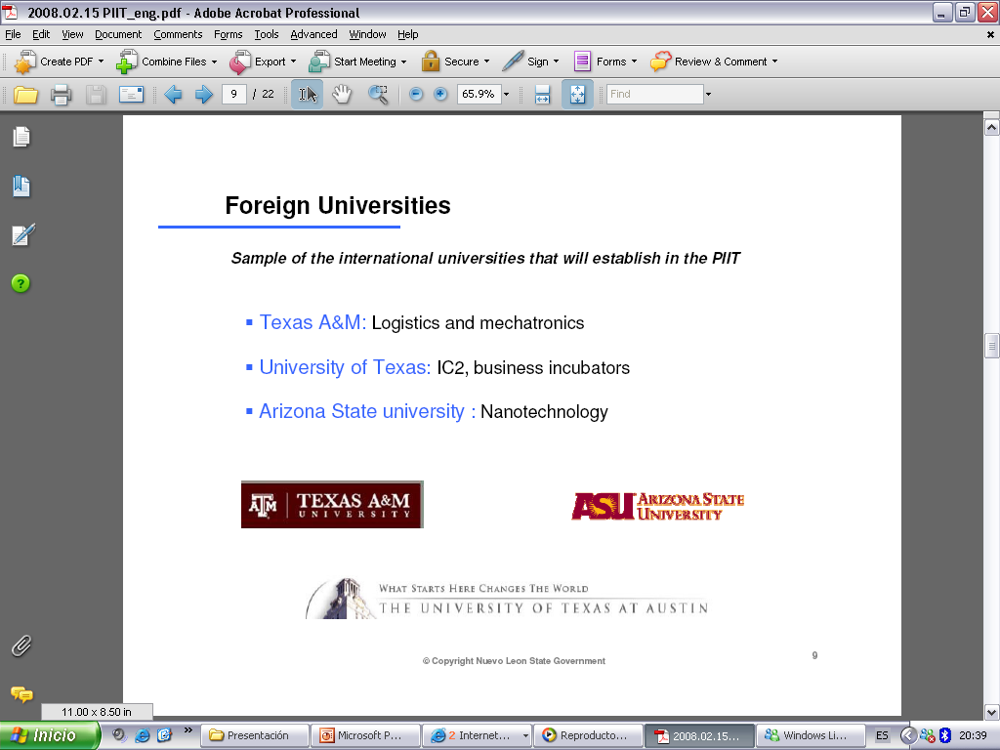 2008.02.15 PIIT_eng.pdf - Adobe Acrobat Professional
File Edit View Document Comments Forms Tools Advanced Window Help
Create PDF Combine Files Export Start Meeting Secure Sign Forms Review & Comment
9 / 22 65.9% Find
Foreign Universities
Sample of the international universities that will establish in the PIIT
▪ Texas A&M: Logistics and mechatronics
▪ University of Texas: IC2, business incubators
▪ Arizona State university : Nanotechnology
ATM TEXAS A&M
UNIVERSITY
ASU ARIZONA STATE
UNIVERSITY
WHAT STARTS HERE CHANGES THE WORLD
THE UNIVERSITY OF TEXAS AT AUSTIN
© Copyright Nuevo Leon State Government
9
11.00 x 8.50 in
Inicio » Presentación Microsoft P... 2 Internet... Reproducto... 2008.02.15... Windows Li... ES 20:39